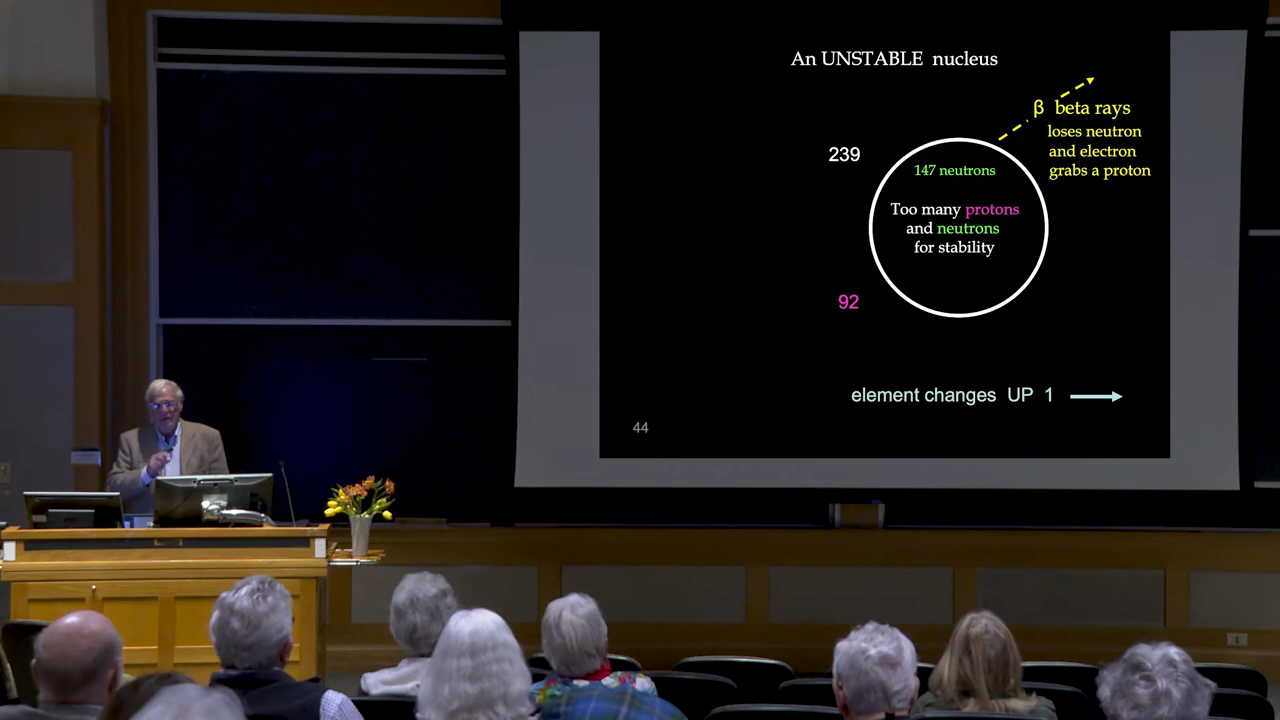 An UNSTABLE nucleus
β beta rays
loses neutron
and electron
grabs a proton
239
147 neutrons
Too many protons
and neutrons
for stability
92
element changes UP 1
44